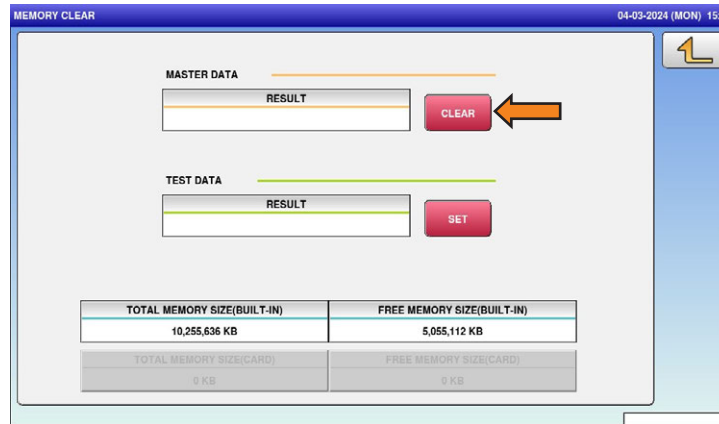 MEMORY CLEAR 04-03-2024 (MON) 15:
MASTER DATA
RESULT
CLEAR
TEST DATA
RESULT
SET
TOTAL MEMORY SIZE(BUILT-IN) FREE MEMORY SIZE(BUILT-IN)
10,255,636 KB 5,055,112 KB
TOTAL MEMORY SIZE(CARD) FREE MEMORY SIZE(CARD)
0 KB 0 KB